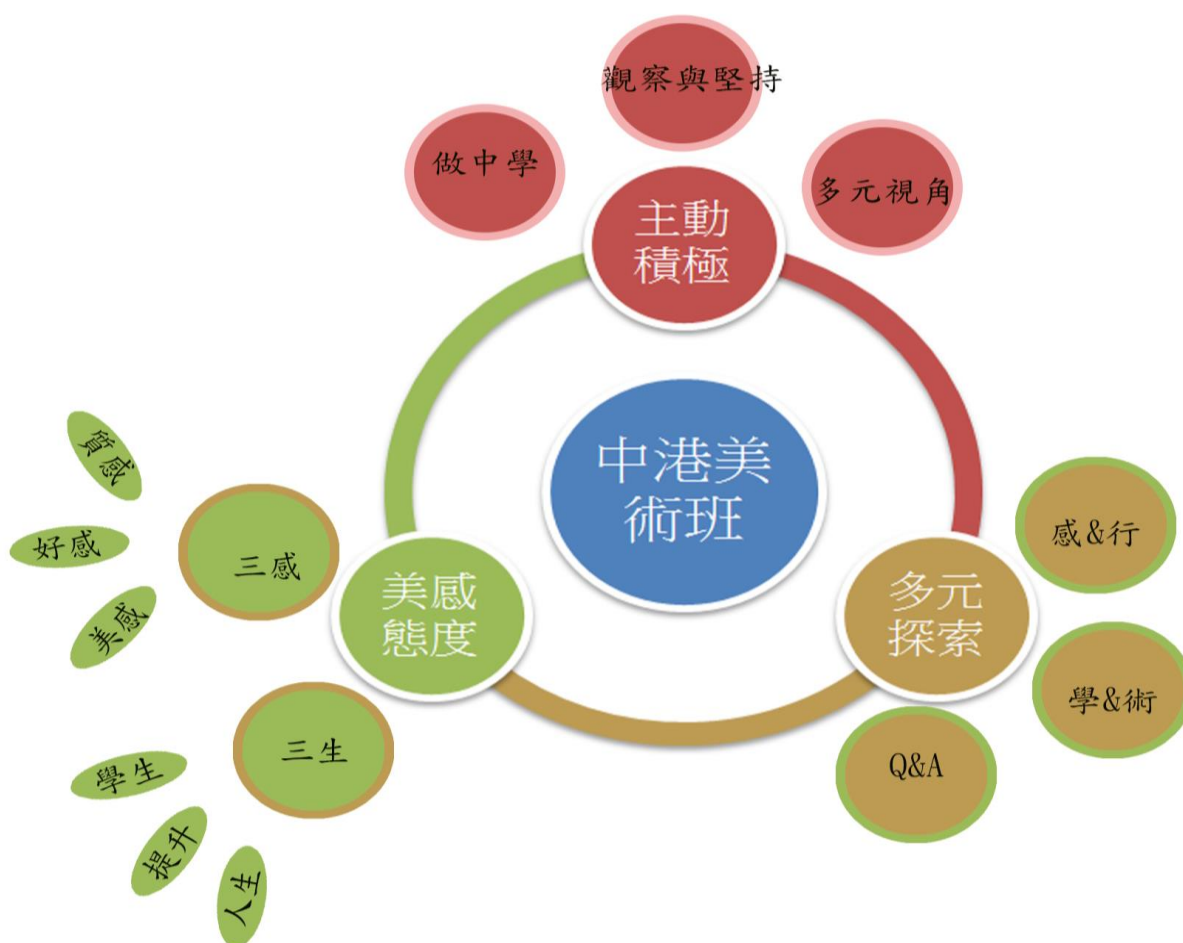 觀察與堅持
做中學
多元視角
主動
積極
中港美
術班
質感
好感
美感
三感
美感
態度
多元
探索
感&行
學&術
Q&A
三生
學生
提升
人生